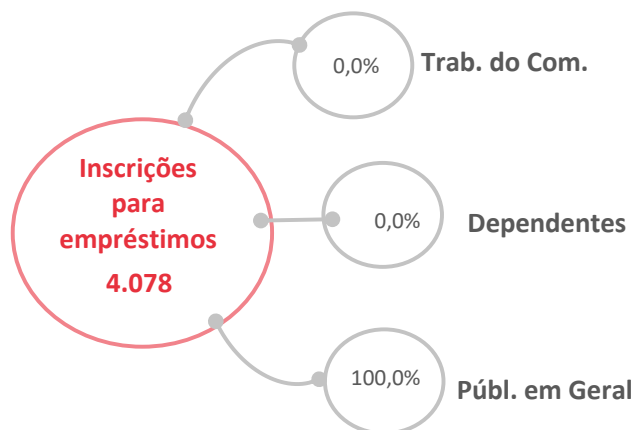 0,0%
Trab. do Com.
Inscrições
para
empréstimos
4.078
0,0%
Dependentes
100,0%
Públ. em Geral